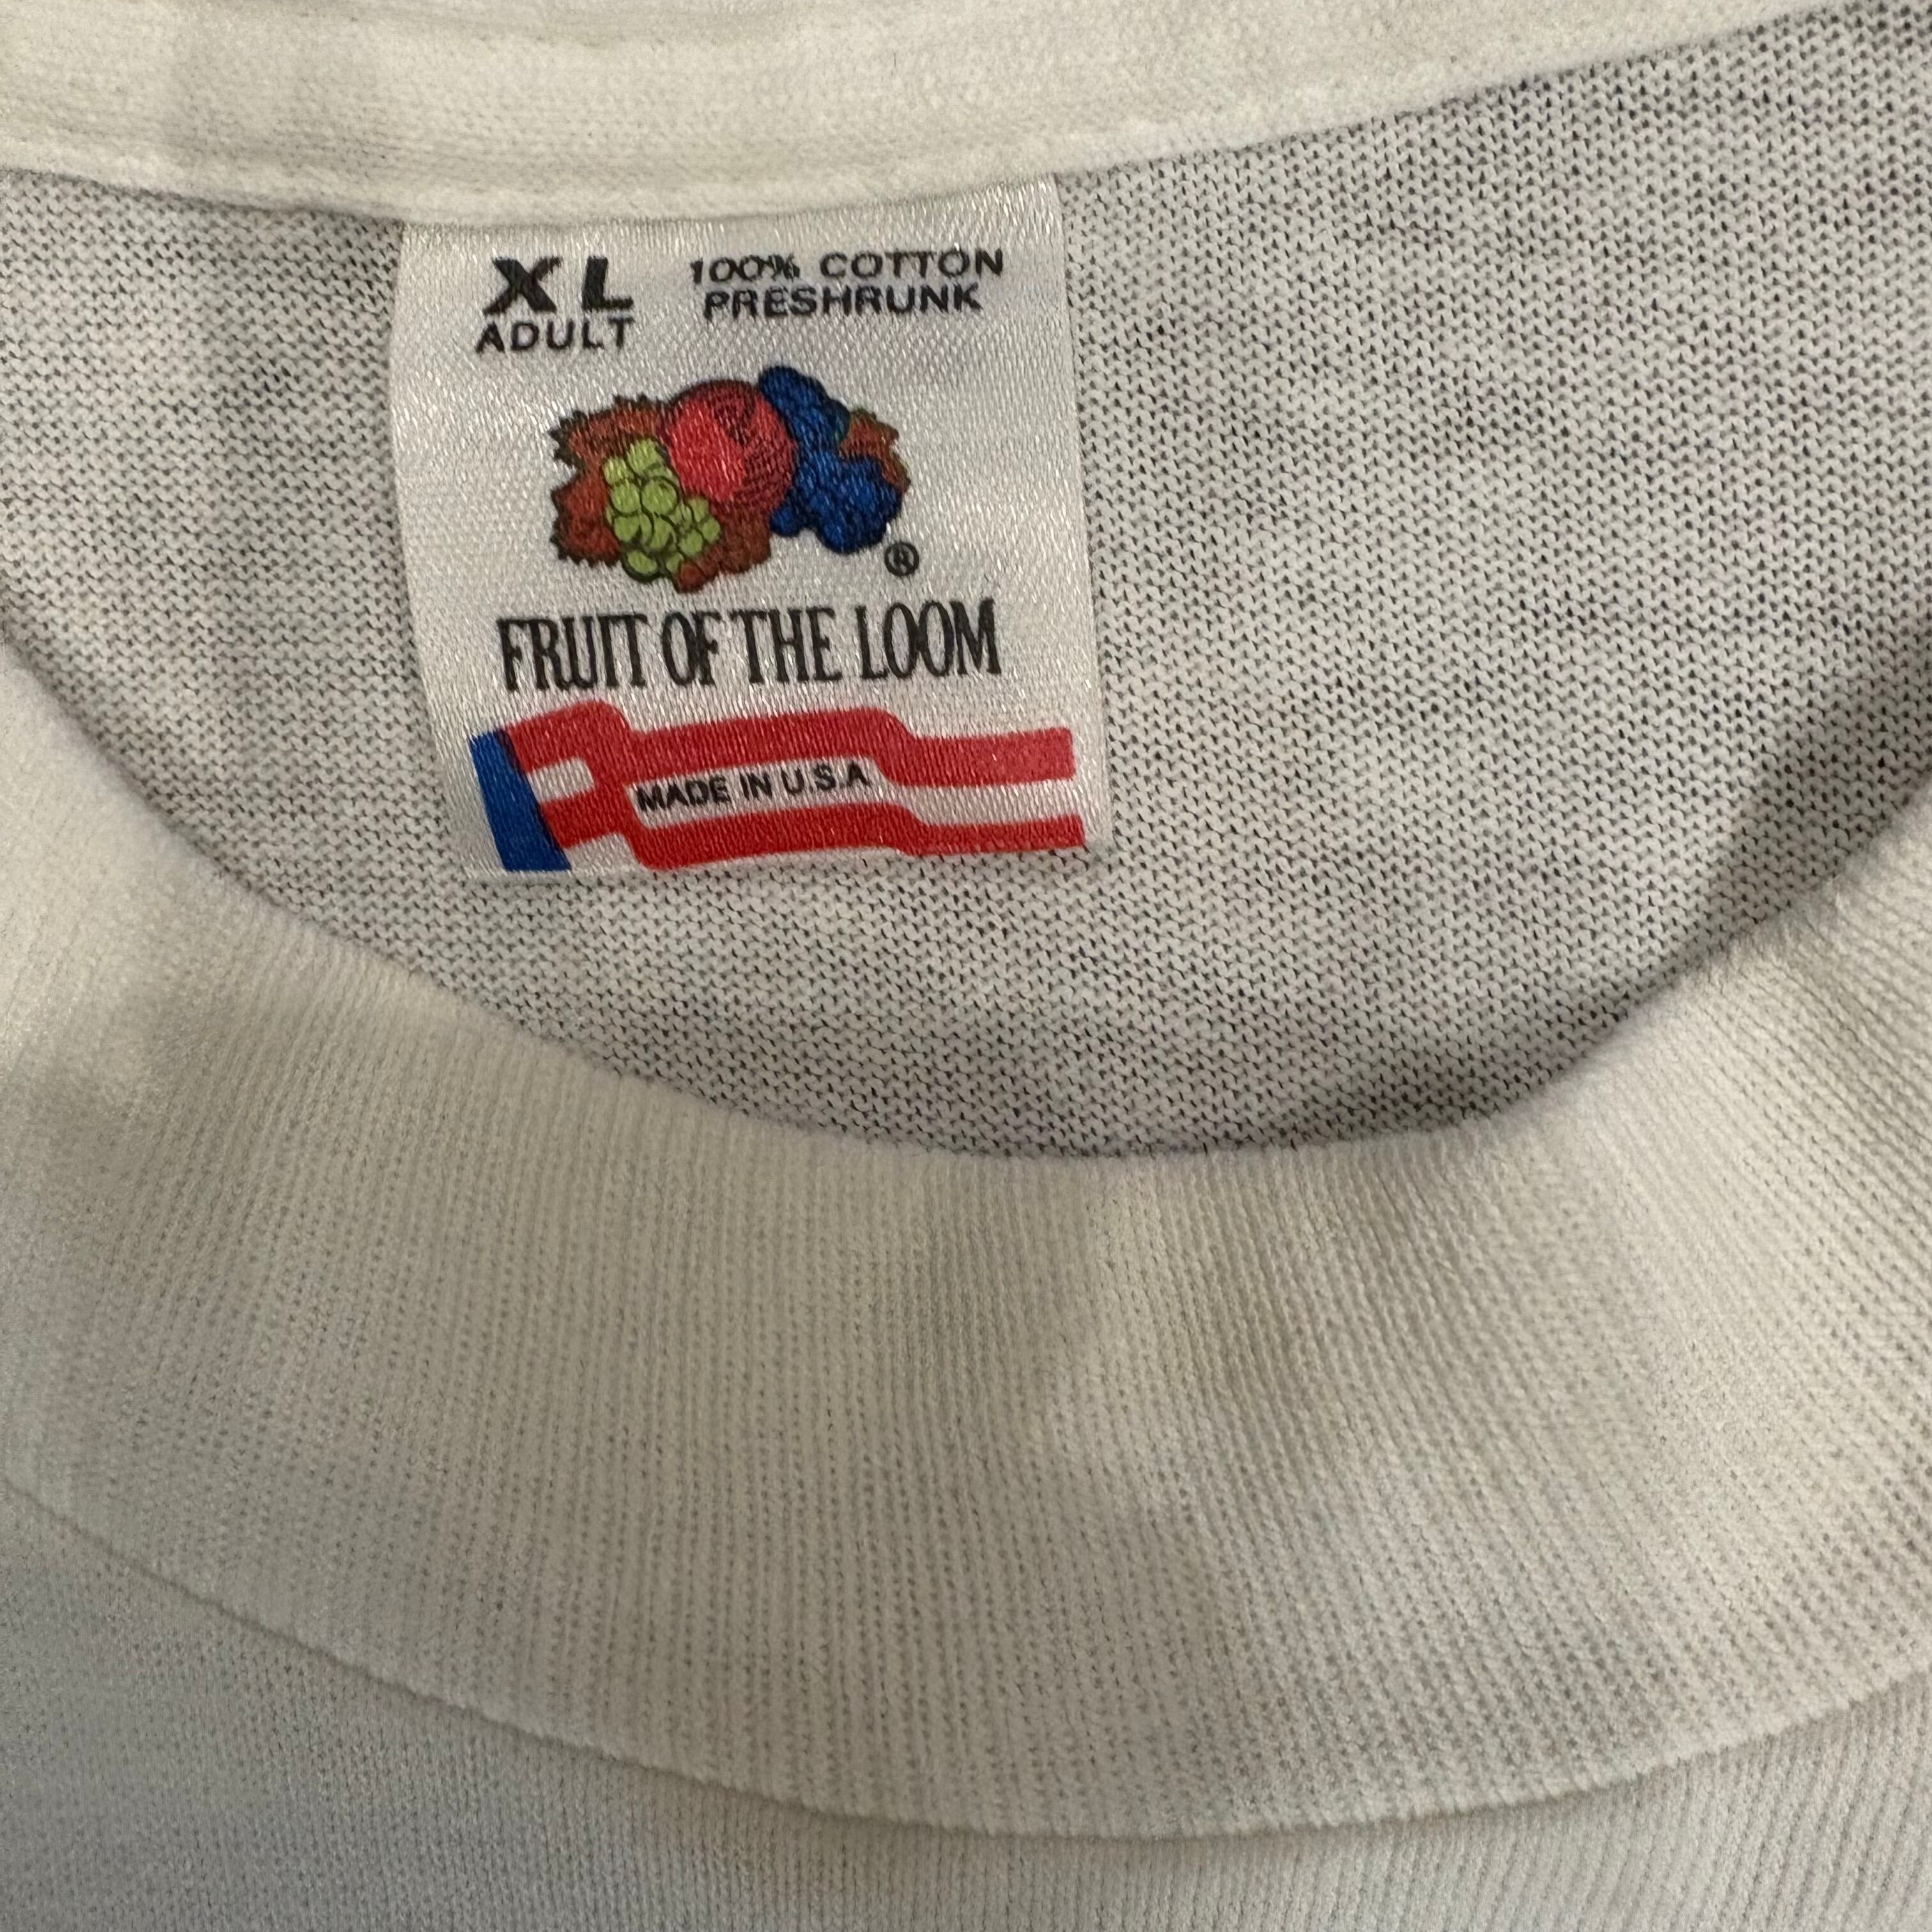 XL
ADULT
100% COTTON
PRESHRUNK
®
FRUIT OF THE LOOM
MADE IN U.S.A